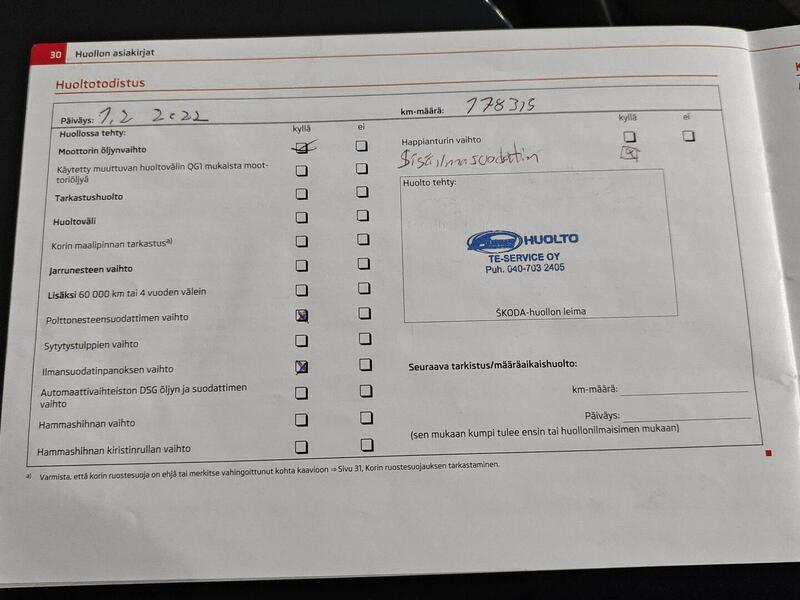 30 Huollon asiakirjat
Huoltotodistus
Päiväys: 1,2 2022 km-määrä: 178315
Huollossa tehty: kyllä ei
Moottorin öljynvaihto
Käytetty muuttuvan huoltovälin QG1 mukaista moot-
toriöljyä
Tarkastushuolto
Huoltoväli
Korin maalipinnan tarkastus a)
Jarrunesteen vaihto
Lisäksi 60 000 km tai 4 vuoden välein
Polttonesteensuodattimen vaihto
Sytytystulppien vaihto
Ilmansuodatinpanoksen vaihto
Automaattivaihteiston DSG öljyn ja suodattimen
vaihto
Hammashihnan vaihto
Hammashihnan kiristinrullan vaihto
kyllä ei
Happianturin vaihto
Sisäilmasuodattin
Huolto tehty:
HUOLTO
TE-SERVICE OY
Puh. 040-703 2405
ŠKODA-huollon leima
Seuraava tarkistus/määräaikaishuolto:
km-määrä:
Päiväys:
(sen mukaan kumpi tulee ensin tai huollonilmaisimen mukaan)
a) Varmista, että korin ruostesuoja on ehjä tai merkitse vahingoittunut kohta kaavioon ⇒ Sivu 31, Korin ruostesuojauksen tarkastaminen.